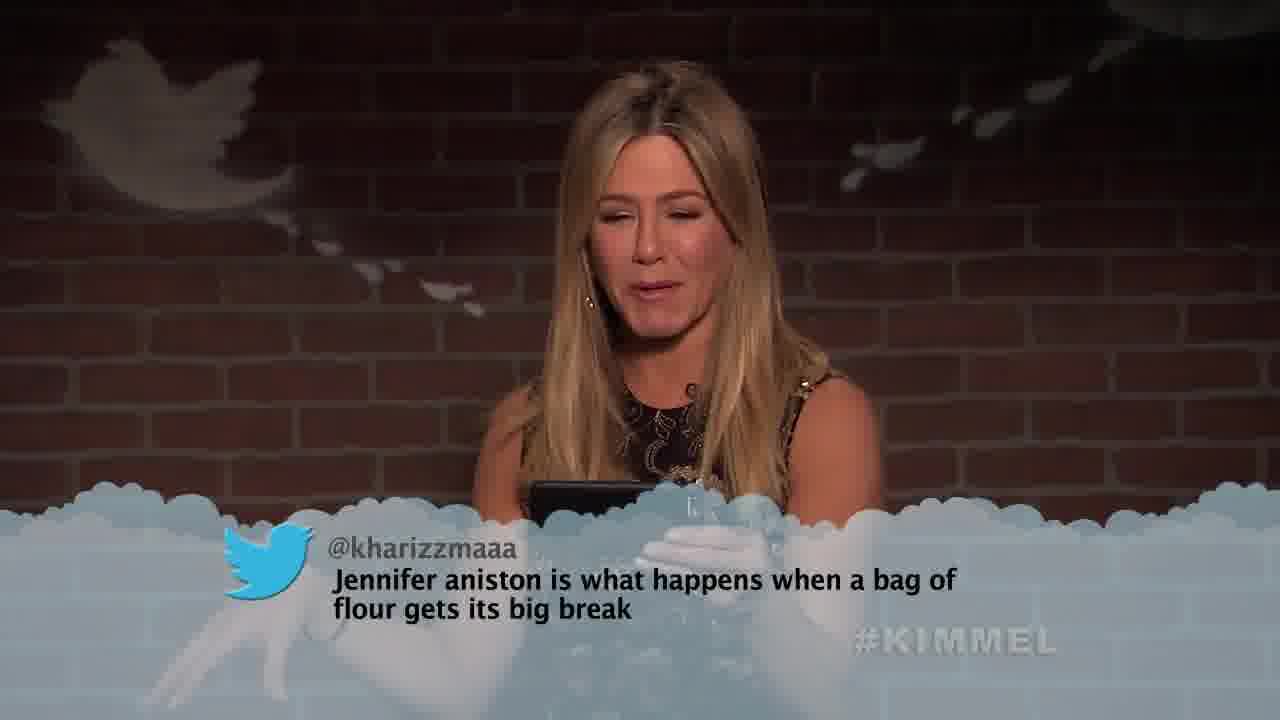 @kharizzmaaa
Jennifer aniston is what happens when a bag of
flour gets its big break
#KIMMEL